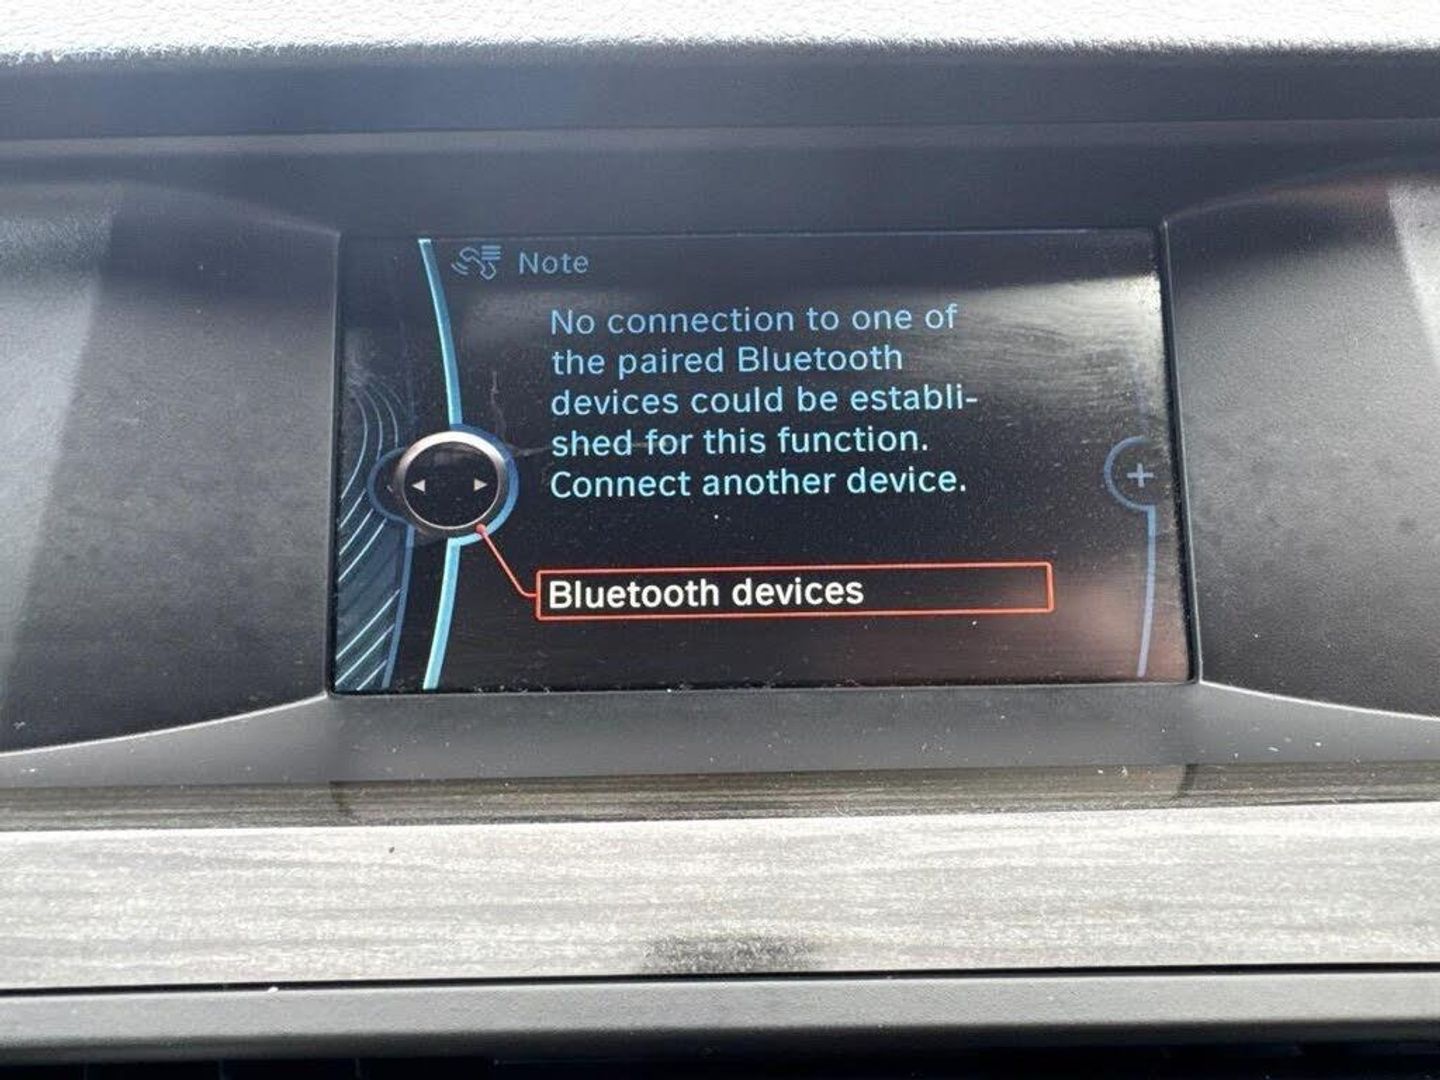 Note
No connection to one of
the paired Bluetooth
devices could be establi-
shed for this function.
Connect another device.
Bluetooth devices